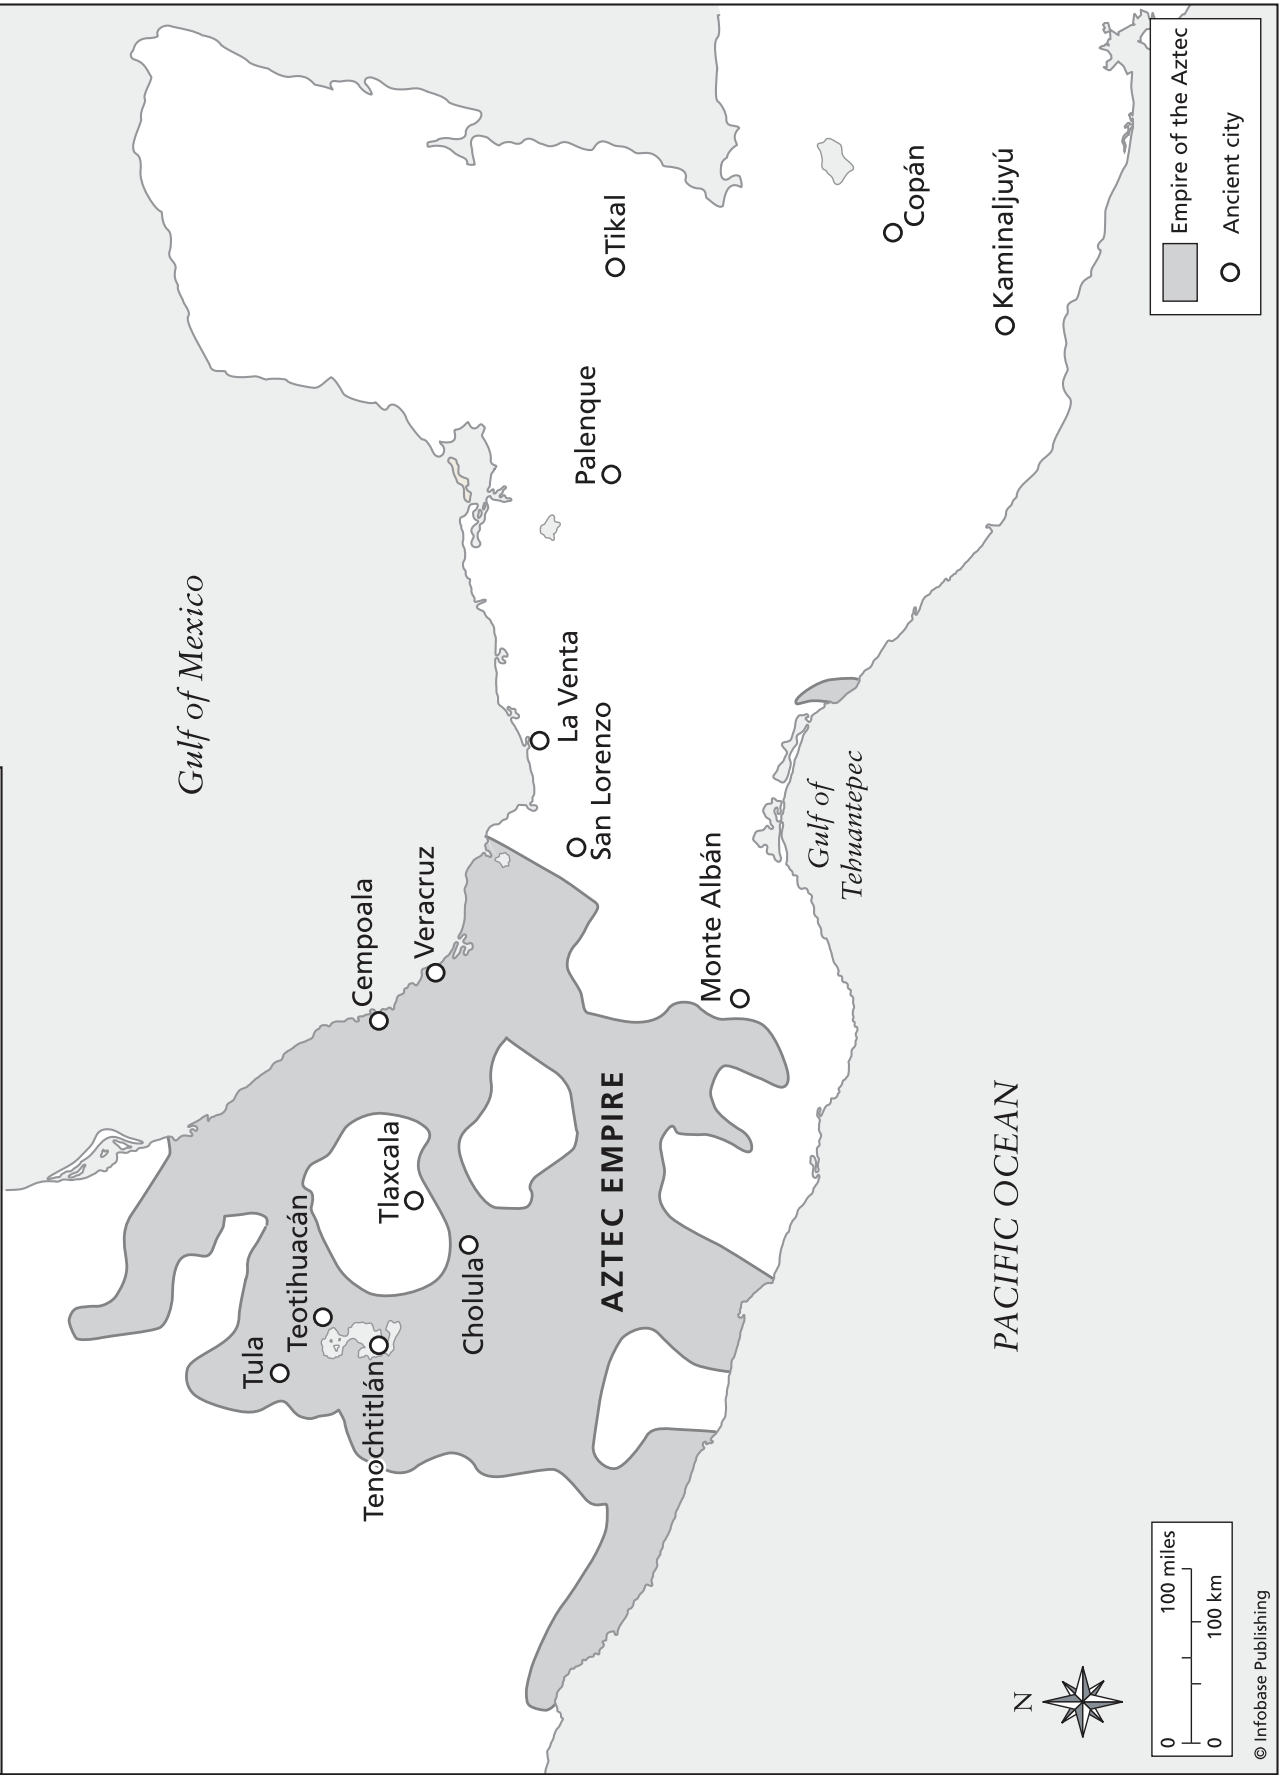 Gulf of Mexico
Cempoala
Veracruz
La Venta
San Lorenzo
Palenque
Tikal
Copán
Kaminaljuyú
Tula
Teotihuacán
Tenochtitlán
Tlaxcala
Cholula
AZTEC EMPIRE
Monte Albán
Gulf of
Tehuantepec
PACIFIC OCEAN
N
0 100 miles
0 100 km
© Infobase Publishing
Empire of the Aztec
Ancient city